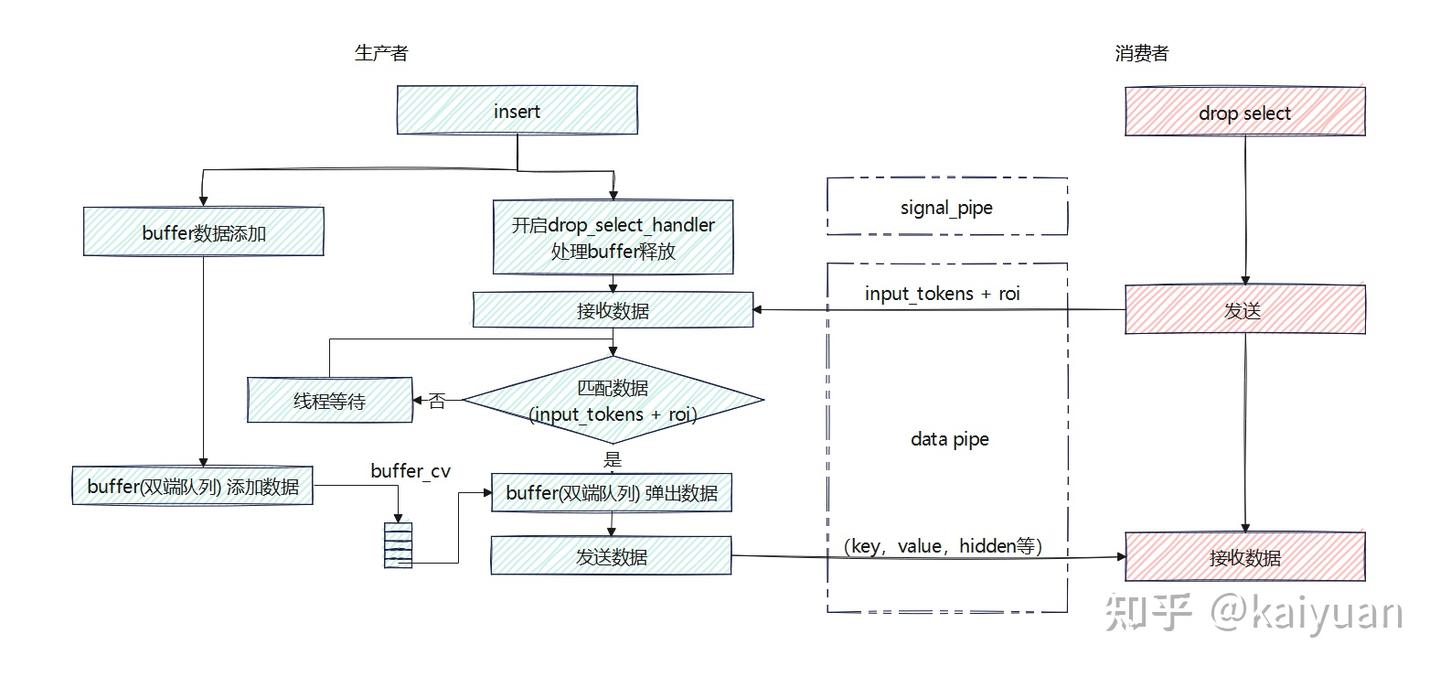 生产者
消费者
insert
drop select
buffer数据添加
开启drop_select_handler
处理buffer释放
signal_pipe
接收数据
input_tokens + roi
发送
线程等待
否
匹配数据
(input_tokens + roi)
data pipe
是
buffer(双端队列) 添加数据
buffer_cv
buffer(双端队列) 弹出数据
发送数据
(key，value，hidden等)
接收数据
知乎 @kaiyuan